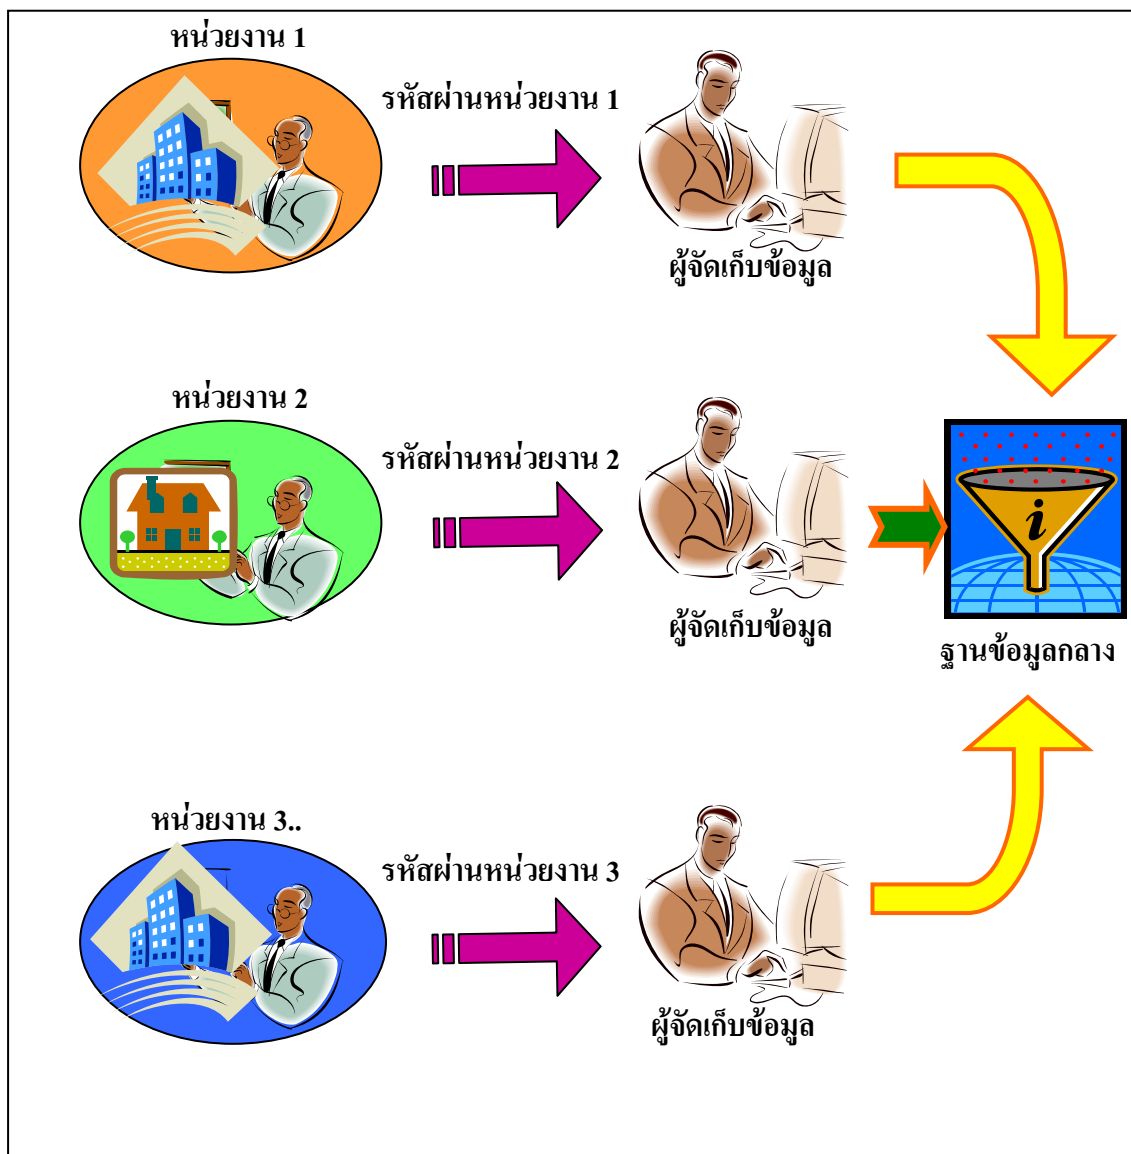 หน่วยงาน 1
รหัสผ่านหน่วยงาน 1
ผู้จัดเก็บข้อมูล
หน่วยงาน 2
รหัสผ่านหน่วยงาน 2
ผู้จัดเก็บข้อมูล
i
ฐานข้อมูลกลาง
หน่วยงาน 3..
รหัสผ่านหน่วยงาน 3
ผู้จัดเก็บข้อมูล